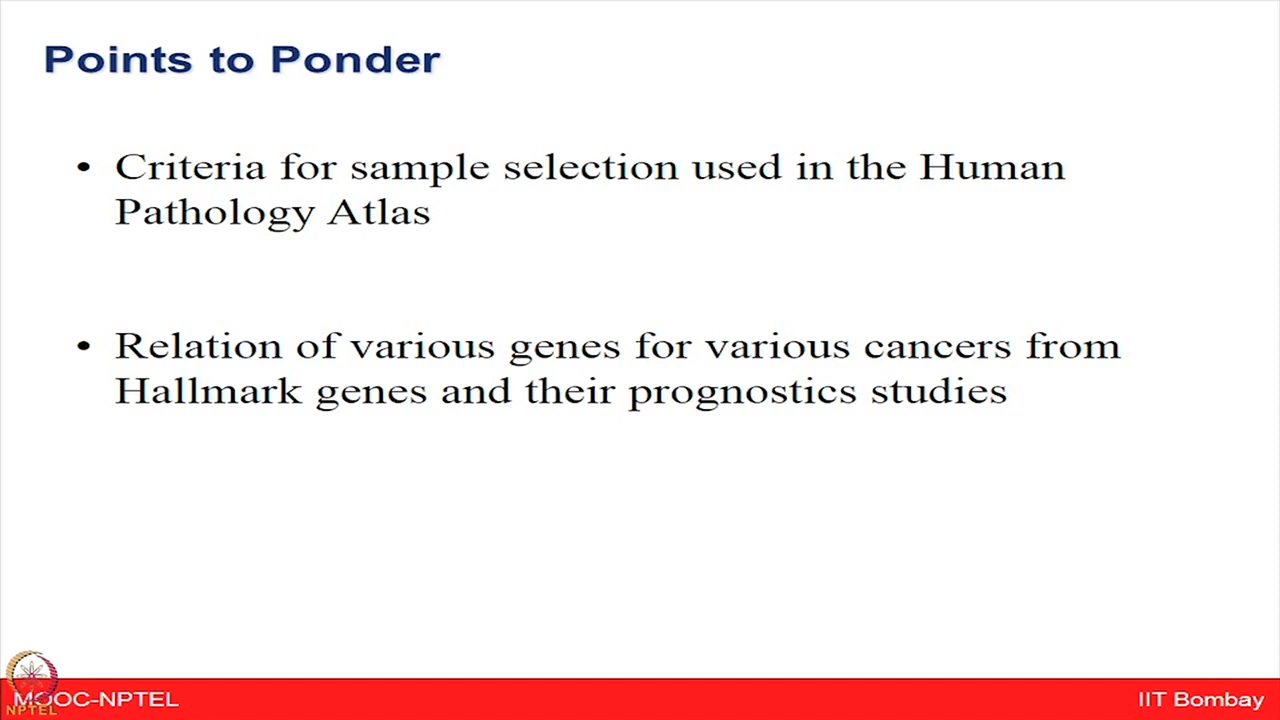 Points to Ponder
• Criteria for sample selection used in the Human
Pathology Atlas
• Relation of various genes for various cancers from
Hallmark genes and their prognostics studies
MOOC-NPTEL
IIT Bombay
NPTEL